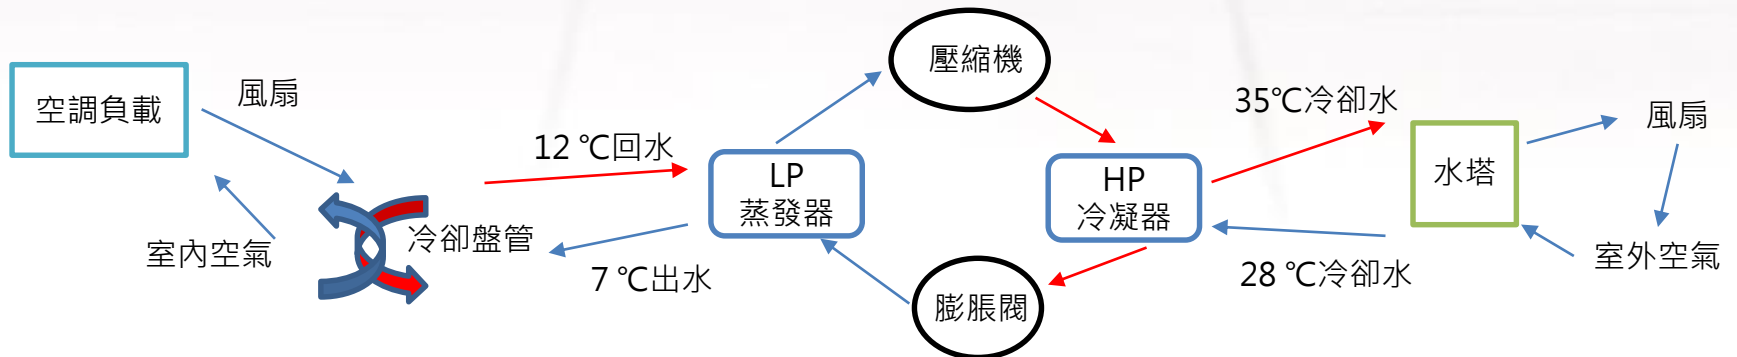 空調負載
風扇
室內空氣
冷卻盤管
12 ℃回水
7 ℃出水
LP
蒸發器
壓縮機
膨脹閥
HP
冷凝器
35℃冷卻水
28 ℃冷卻水
水塔
風扇
室外空氣